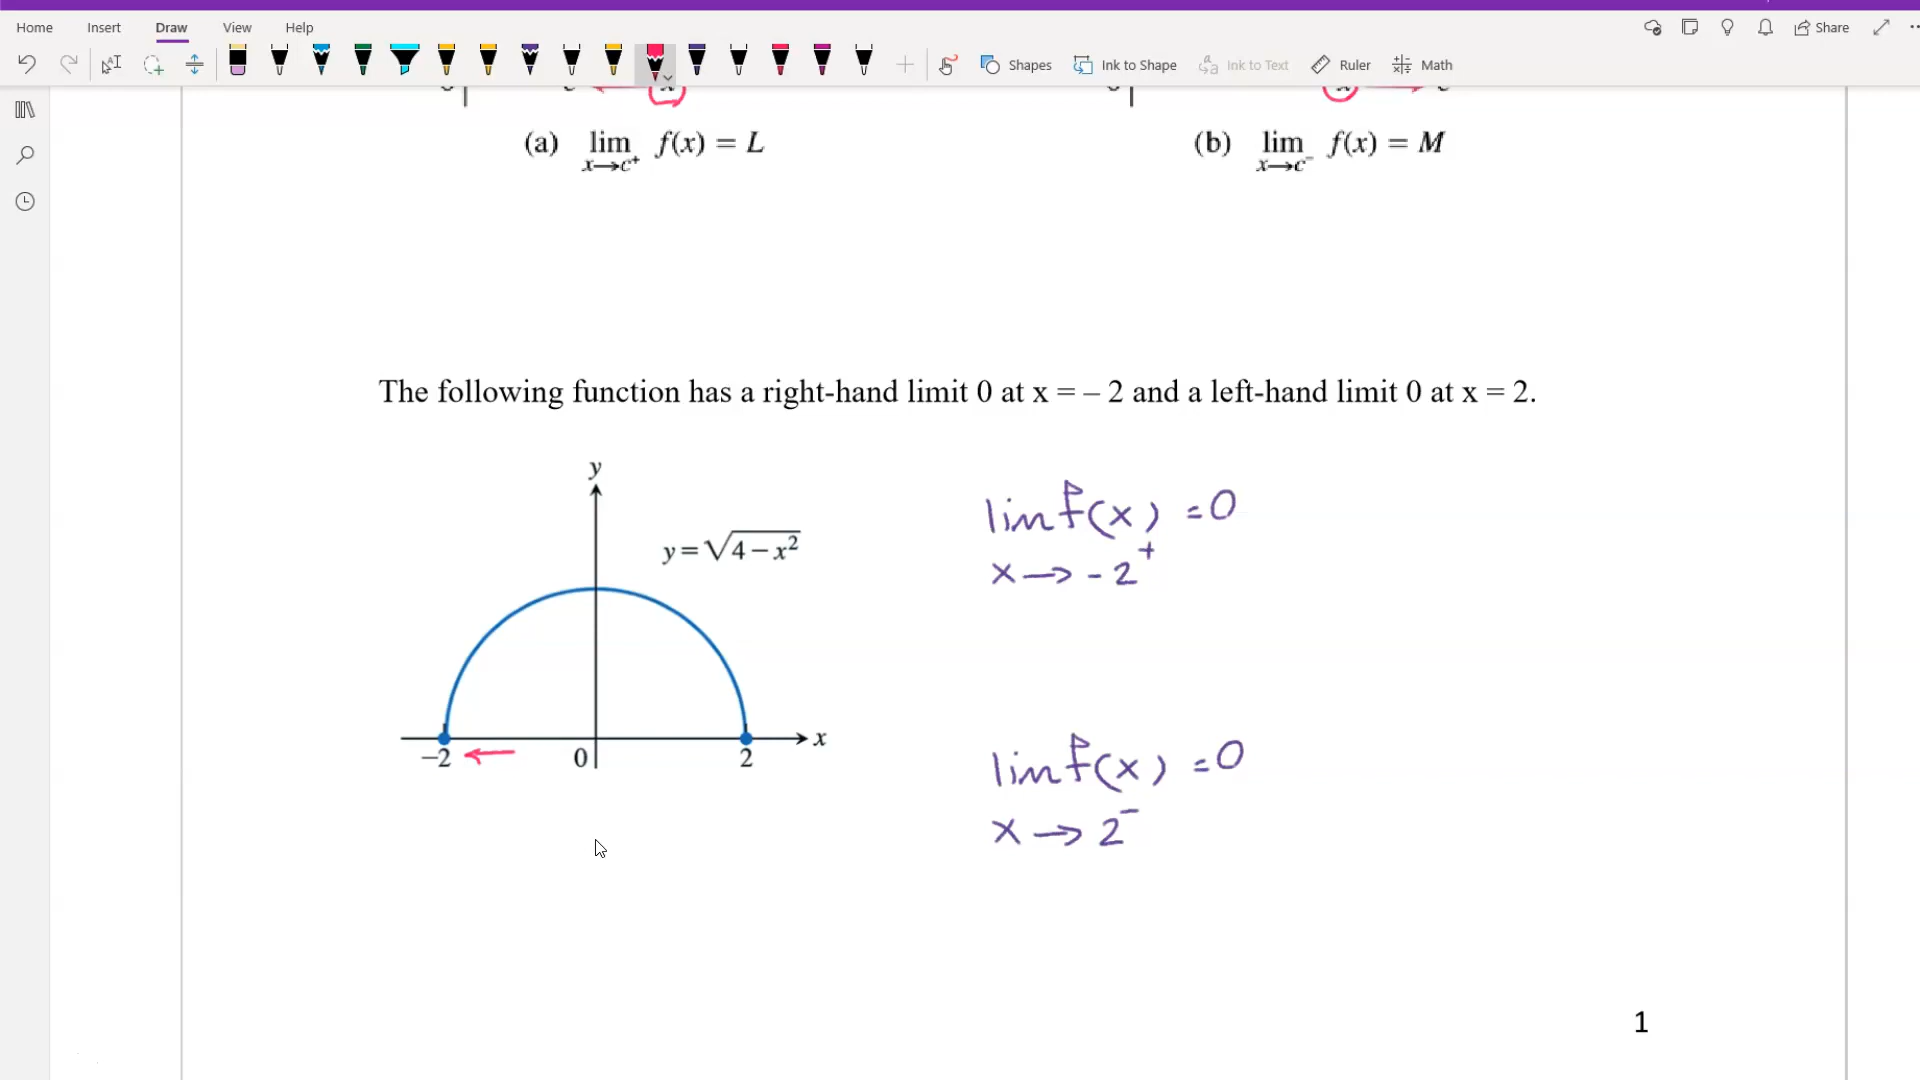 Home Insert Draw View Help Share
Shapes Ink to Shape Ink to Text Ruler Math
(a) lim x→c⁺ f(x) = L
(b) lim x→c⁻ f(x) = M
The following function has a right-hand limit 0 at x = – 2 and a left-hand limit 0 at x = 2.
y
y = √4 – x²
lim f(x) = 0
x → -2⁺
x
–2 0 2
lim f(x) = 0
x → 2⁻
1